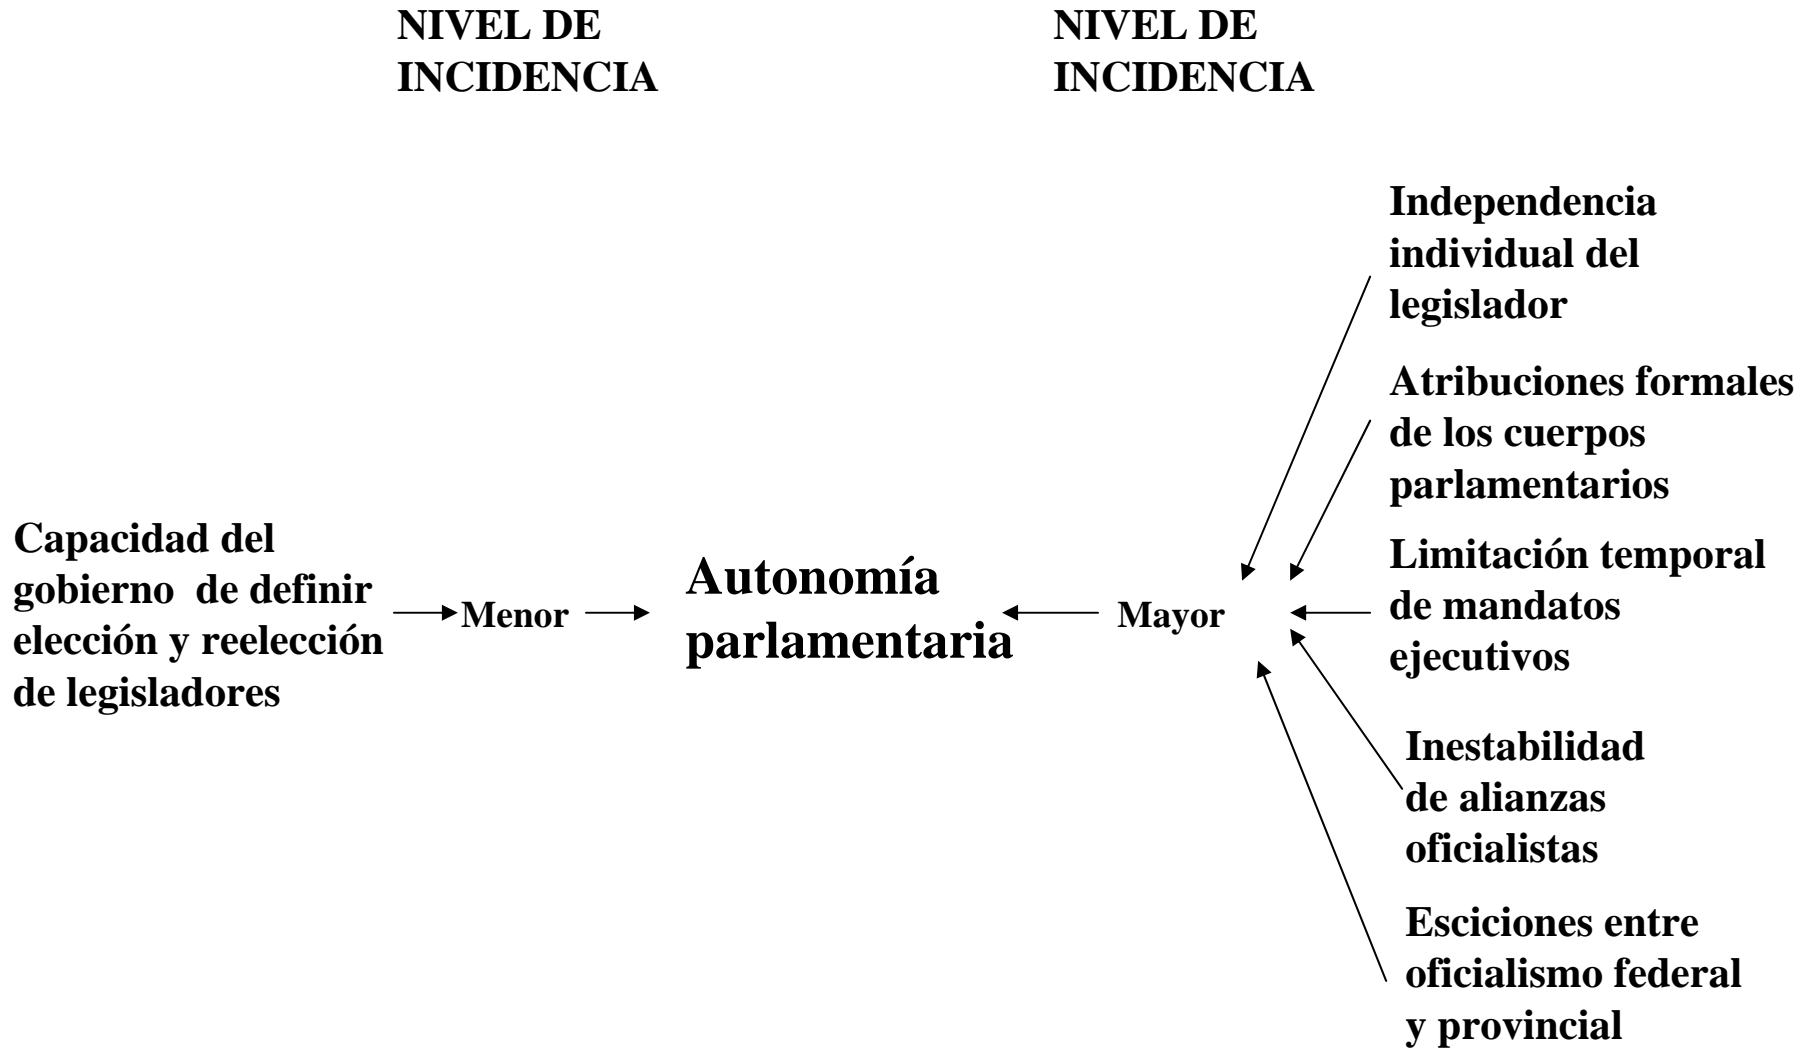 NIVEL DE
INCIDENCIA
NIVEL DE
INCIDENCIA
Capacidad del
gobierno  de definir
elección y reelección
de legisladores
Menor
Autonomía
parlamentaria
Mayor
Independencia
individual del
legislador
Atribuciones formales
de los cuerpos
parlamentarios
Limitación temporal
de mandatos
ejecutivos
Inestabilidad
de alianzas
oficialistas
Esciciones entre
oficialismo federal
y provincial